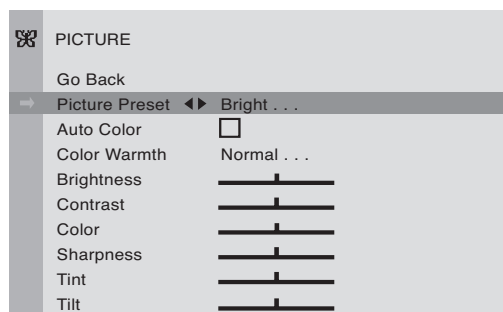 PICTURE
Go Back
Picture Preset Bright . . .
Auto Color
Color Warmth Normal . . .
Brightness
Contrast
Color
Sharpness
Tint
Tilt